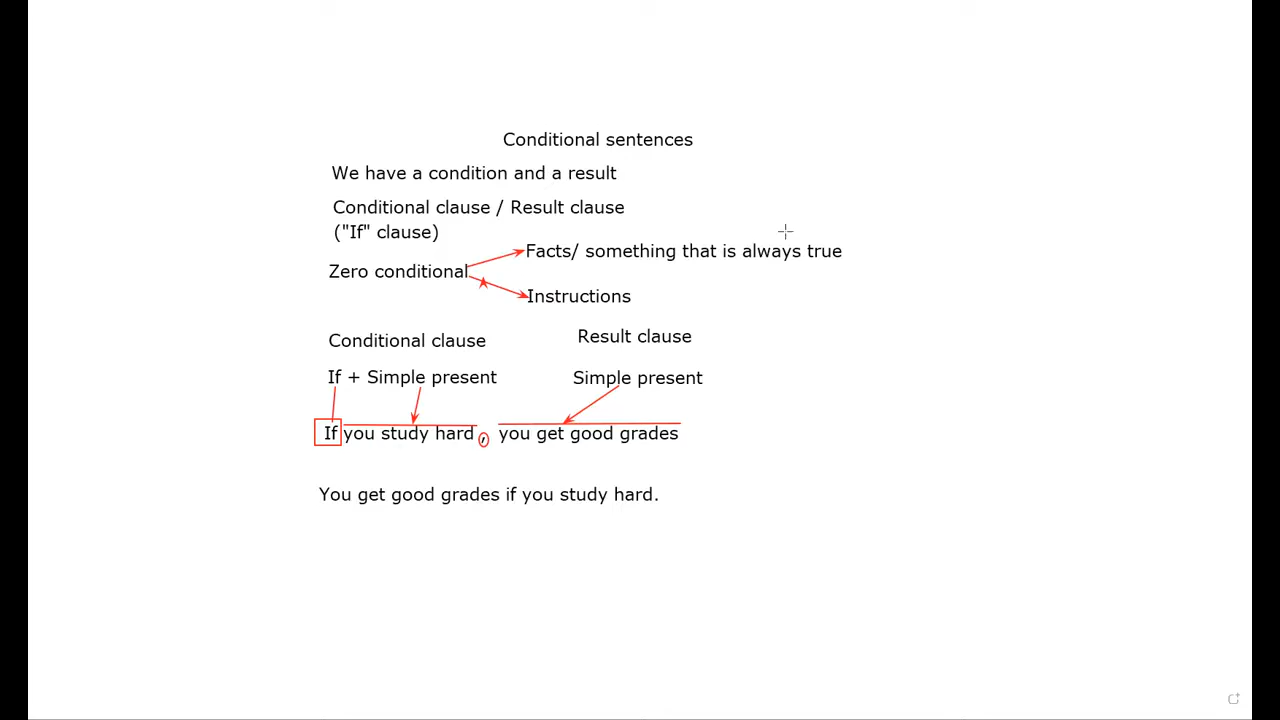 Conditional sentences
We have a condition and a result
Conditional clause / Result clause
("If" clause)
Facts/ something that is always true
Zero conditional
Instructions
Conditional clause
Result clause
If + Simple present
Simple present
If you study hard , you get good grades
You get good grades if you study hard.